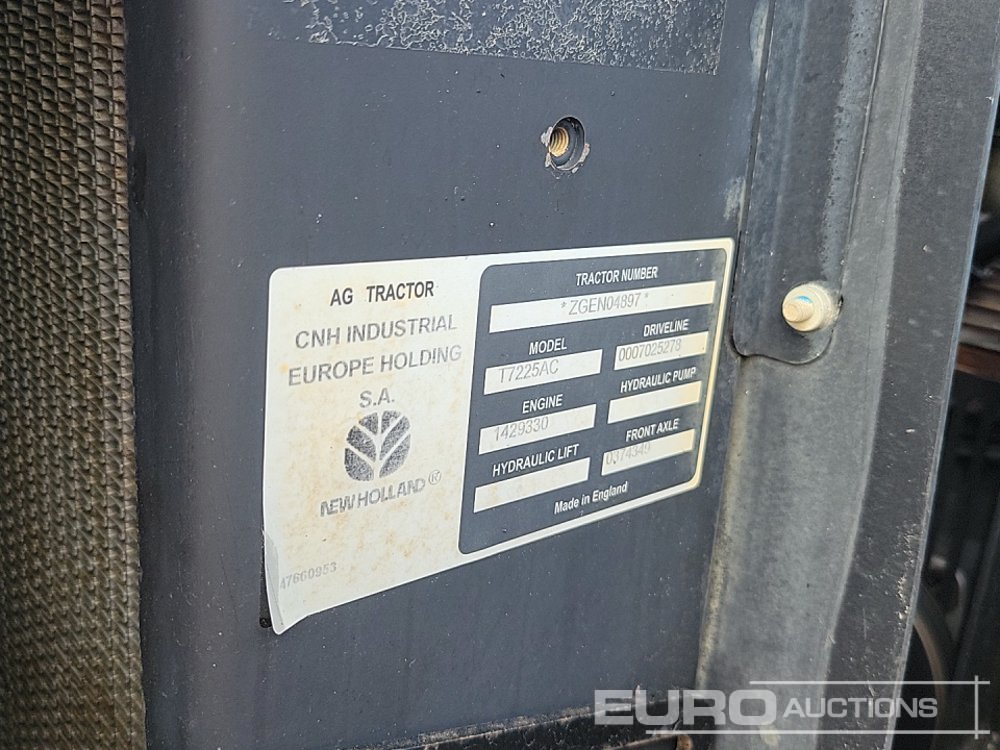 AG TRACTOR
CNH INDUSTRIAL
EUROPE HOLDING
S.A.
NEW HOLLAND ®
47660953
TRACTOR NUMBER
*ZGEN04897*
MODEL
T7225AC
DRIVELINE
0007025278
ENGINE
1429330
HYDRAULIC PUMP
HYDRAULIC LIFT
FRONT AXLE
0374349
Made in England
EURO AUCTIONS